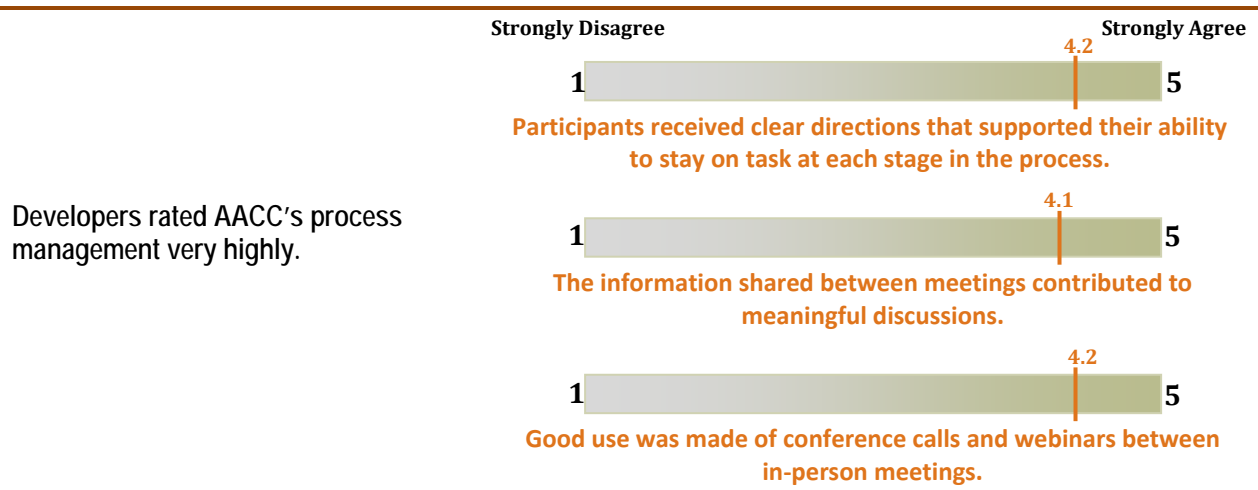 Strongly Disagree
Strongly Agree
4.2
1
5
Participants received clear directions that supported their ability
to stay on task at each stage in the process.
Developers rated AACC's process
management very highly.
4.1
1
5
The information shared between meetings contributed to
meaningful discussions.
4.2
1
5
Good use was made of conference calls and webinars between
in-person meetings.